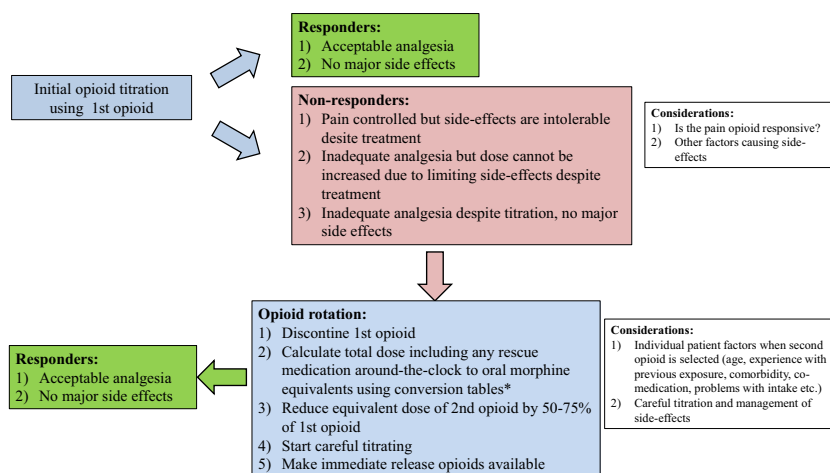 Responders:
1) Acceptable analgesia
2) No major side effects
Initial opioid titration
using 1st opioid
Non-responders:
1) Pain controlled but side-effects are intolerable
desite treatment
2) Inadequate analgesia but dose cannot be
increased due to limiting side-effects despite
treatment
3) Inadequate analgesia despite titration, no major
side effects
Considerations:
1) Is the pain opioid responsive?
2) Other factors causing side-
effects
Opioid rotation:
1) Discontine 1st opioid
2) Calculate total dose including any rescue
medication around-the-clock to oral morphine
equivalents using conversion tables*
3) Reduce equivalent dose of 2nd opioid by 50-75%
of 1st opioid
4) Start careful titrating
5) Make immediate release opioids available
Responders:
1) Acceptable analgesia
2) No major side effects
Considerations:
1) Individual patient factors when second
opioid is selected (age, experience with
previous exposure, comorbidity, co-
medication, problems with intake etc.)
2) Careful titration and management of
side-effects